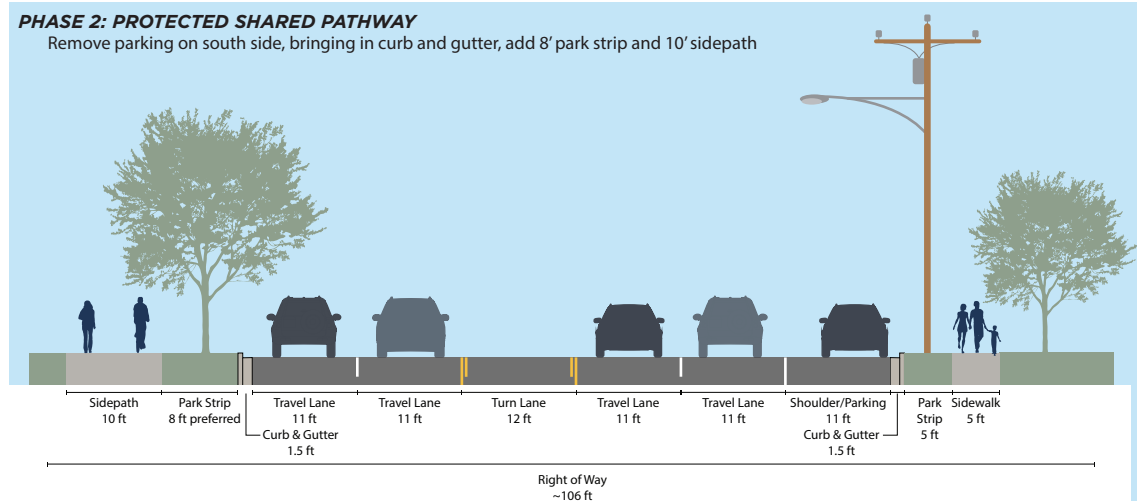 PHASE 2: PROTECTED SHARED PATHWAY
Remove parking on south side, bringing in curb and gutter, add 8' park strip and 10' sidepath
Sidepath
10 ft
Park Strip
8 ft preferred
Curb & Gutter
1.5 ft
Travel Lane
11 ft
Travel Lane
11 ft
Turn Lane
12 ft
Travel Lane
11 ft
Travel Lane
11 ft
Shoulder/Parking
11 ft
Curb & Gutter
1.5 ft
Park
Strip
5 ft
Sidewalk
5 ft
Right of Way
~106 ft